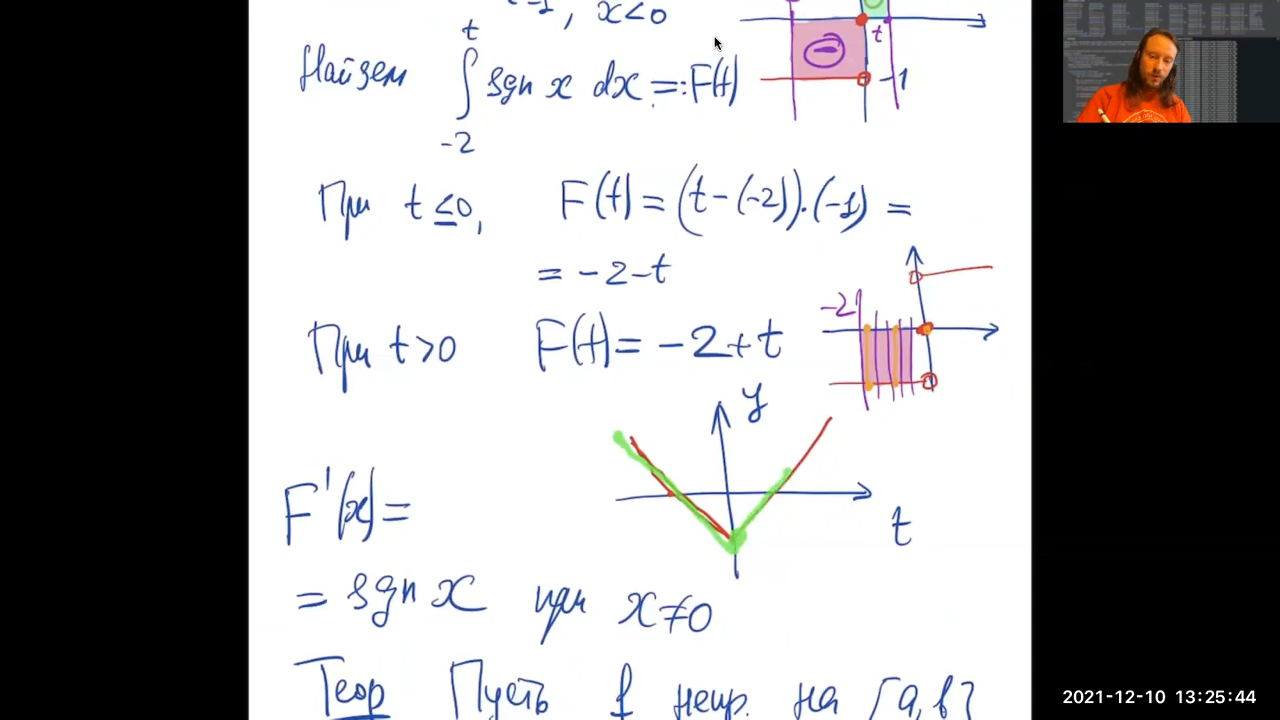 -1, x<0
Найдем ∫_{-2}^{t} sgn x dx =: F(t)
-1
t
При t ≤ 0, F(t) = (t-(-2))·(-1) =
= -2-t
-2
При t>0 F(t) = -2+t
y
t
F'(x) =
= sgn x при x≠0
Теор Пусть f непр. на [a,b]
2021-12-10 13:25:44